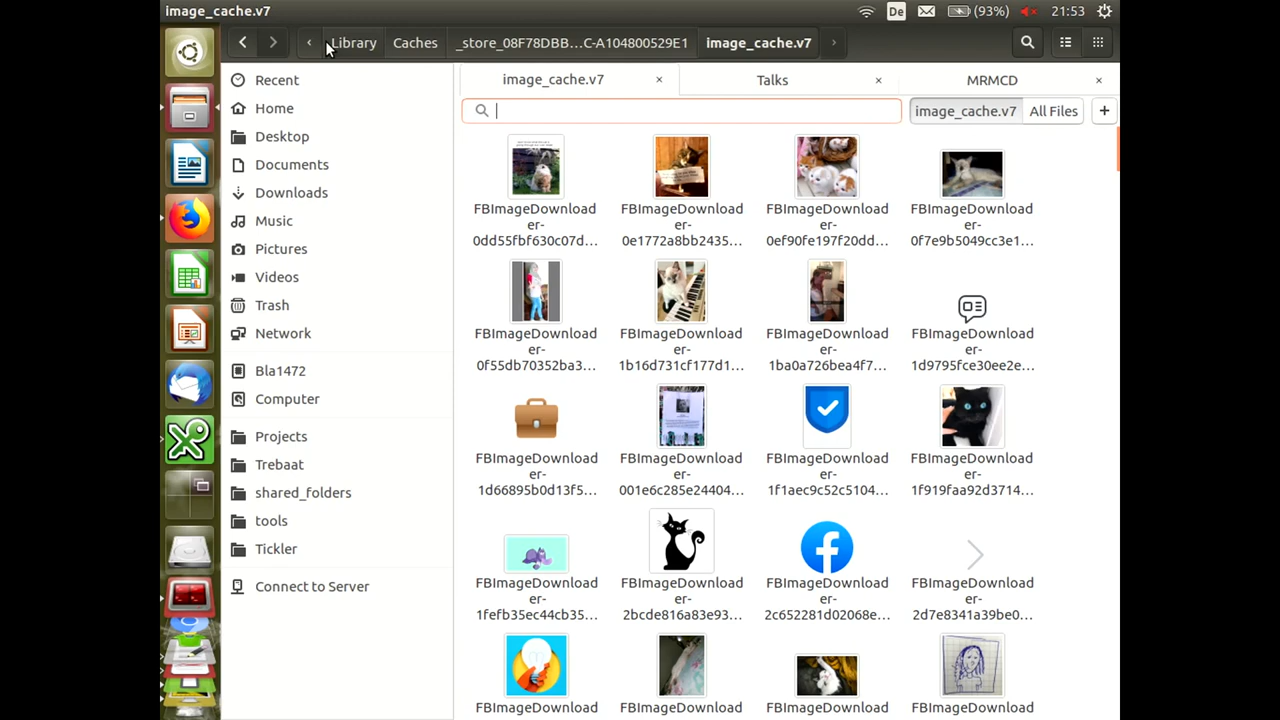 image_cache.v7
De
(93%)
21:53
Library
Caches
_store_08F78DBB...C-A104800529E1
image_cache.v7
Recent
Home
Desktop
Documents
Downloads
Music
Pictures
Videos
Trash
Network
Bla1472
Computer
Projects
Trebaat
shared_folders
tools
Tickler
Connect to Server
image_cache.v7
Talks
MRMCD
image_cache.v7
All Files
FBImageDownload
er-
0dd55fbf630c07d...
FBImageDownload
er-
0e1772a8bb2435...
FBImageDownload
er-
0ef90fe197f20dd...
FBImageDownload
er-
0f7e9b5049cc3e1...
FBImageDownload
er-
0f55db70352ba3...
FBImageDownload
er-
1b16d731cf177d1...
FBImageDownload
er-
1ba0a726bea4f7...
FBImageDownload
er-
1d9795fce30ee2e...
FBImageDownload
er-
1d66895b0d13f5...
FBImageDownload
er-
001e6c285e24404...
FBImageDownload
er-
1f1aec9c52c5104...
FBImageDownload
er-
1f919faa92d3714...
FBImageDownload
er-
1fefb35ec44cb35...
FBImageDownload
er-
2bcde816a83e93...
FBImageDownload
er-
2c652281d02068e...
FBImageDownload
er-
2d7e8341a39be0...
FBImageDownload
FBImageDownload
FBImageDownload
FBImageDownload